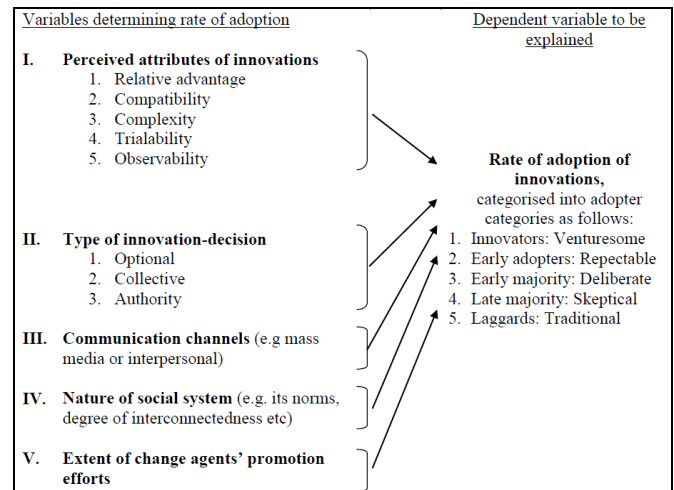 Variables determining rate of adoption
Dependent variable to be
explained
I. Perceived attributes of innovations
1. Relative advantage
2. Compatibility
3. Complexity
4. Trialability
5. Observability
II. Type of innovation-decision
1. Optional
2. Collective
3. Authority
III. Communication channels (e.g mass
media or interpersonal)
IV. Nature of social system (e.g. its norms,
degree of interconnectedness etc)
V. Extent of change agents' promotion
efforts
Rate of adoption of
innovations,
categorised into adopter
categories as follows:
1. Innovators: Venturesome
2. Early adopters: Repectable
3. Early majority: Deliberate
4. Late majority: Skeptical
5. Laggards: Traditional